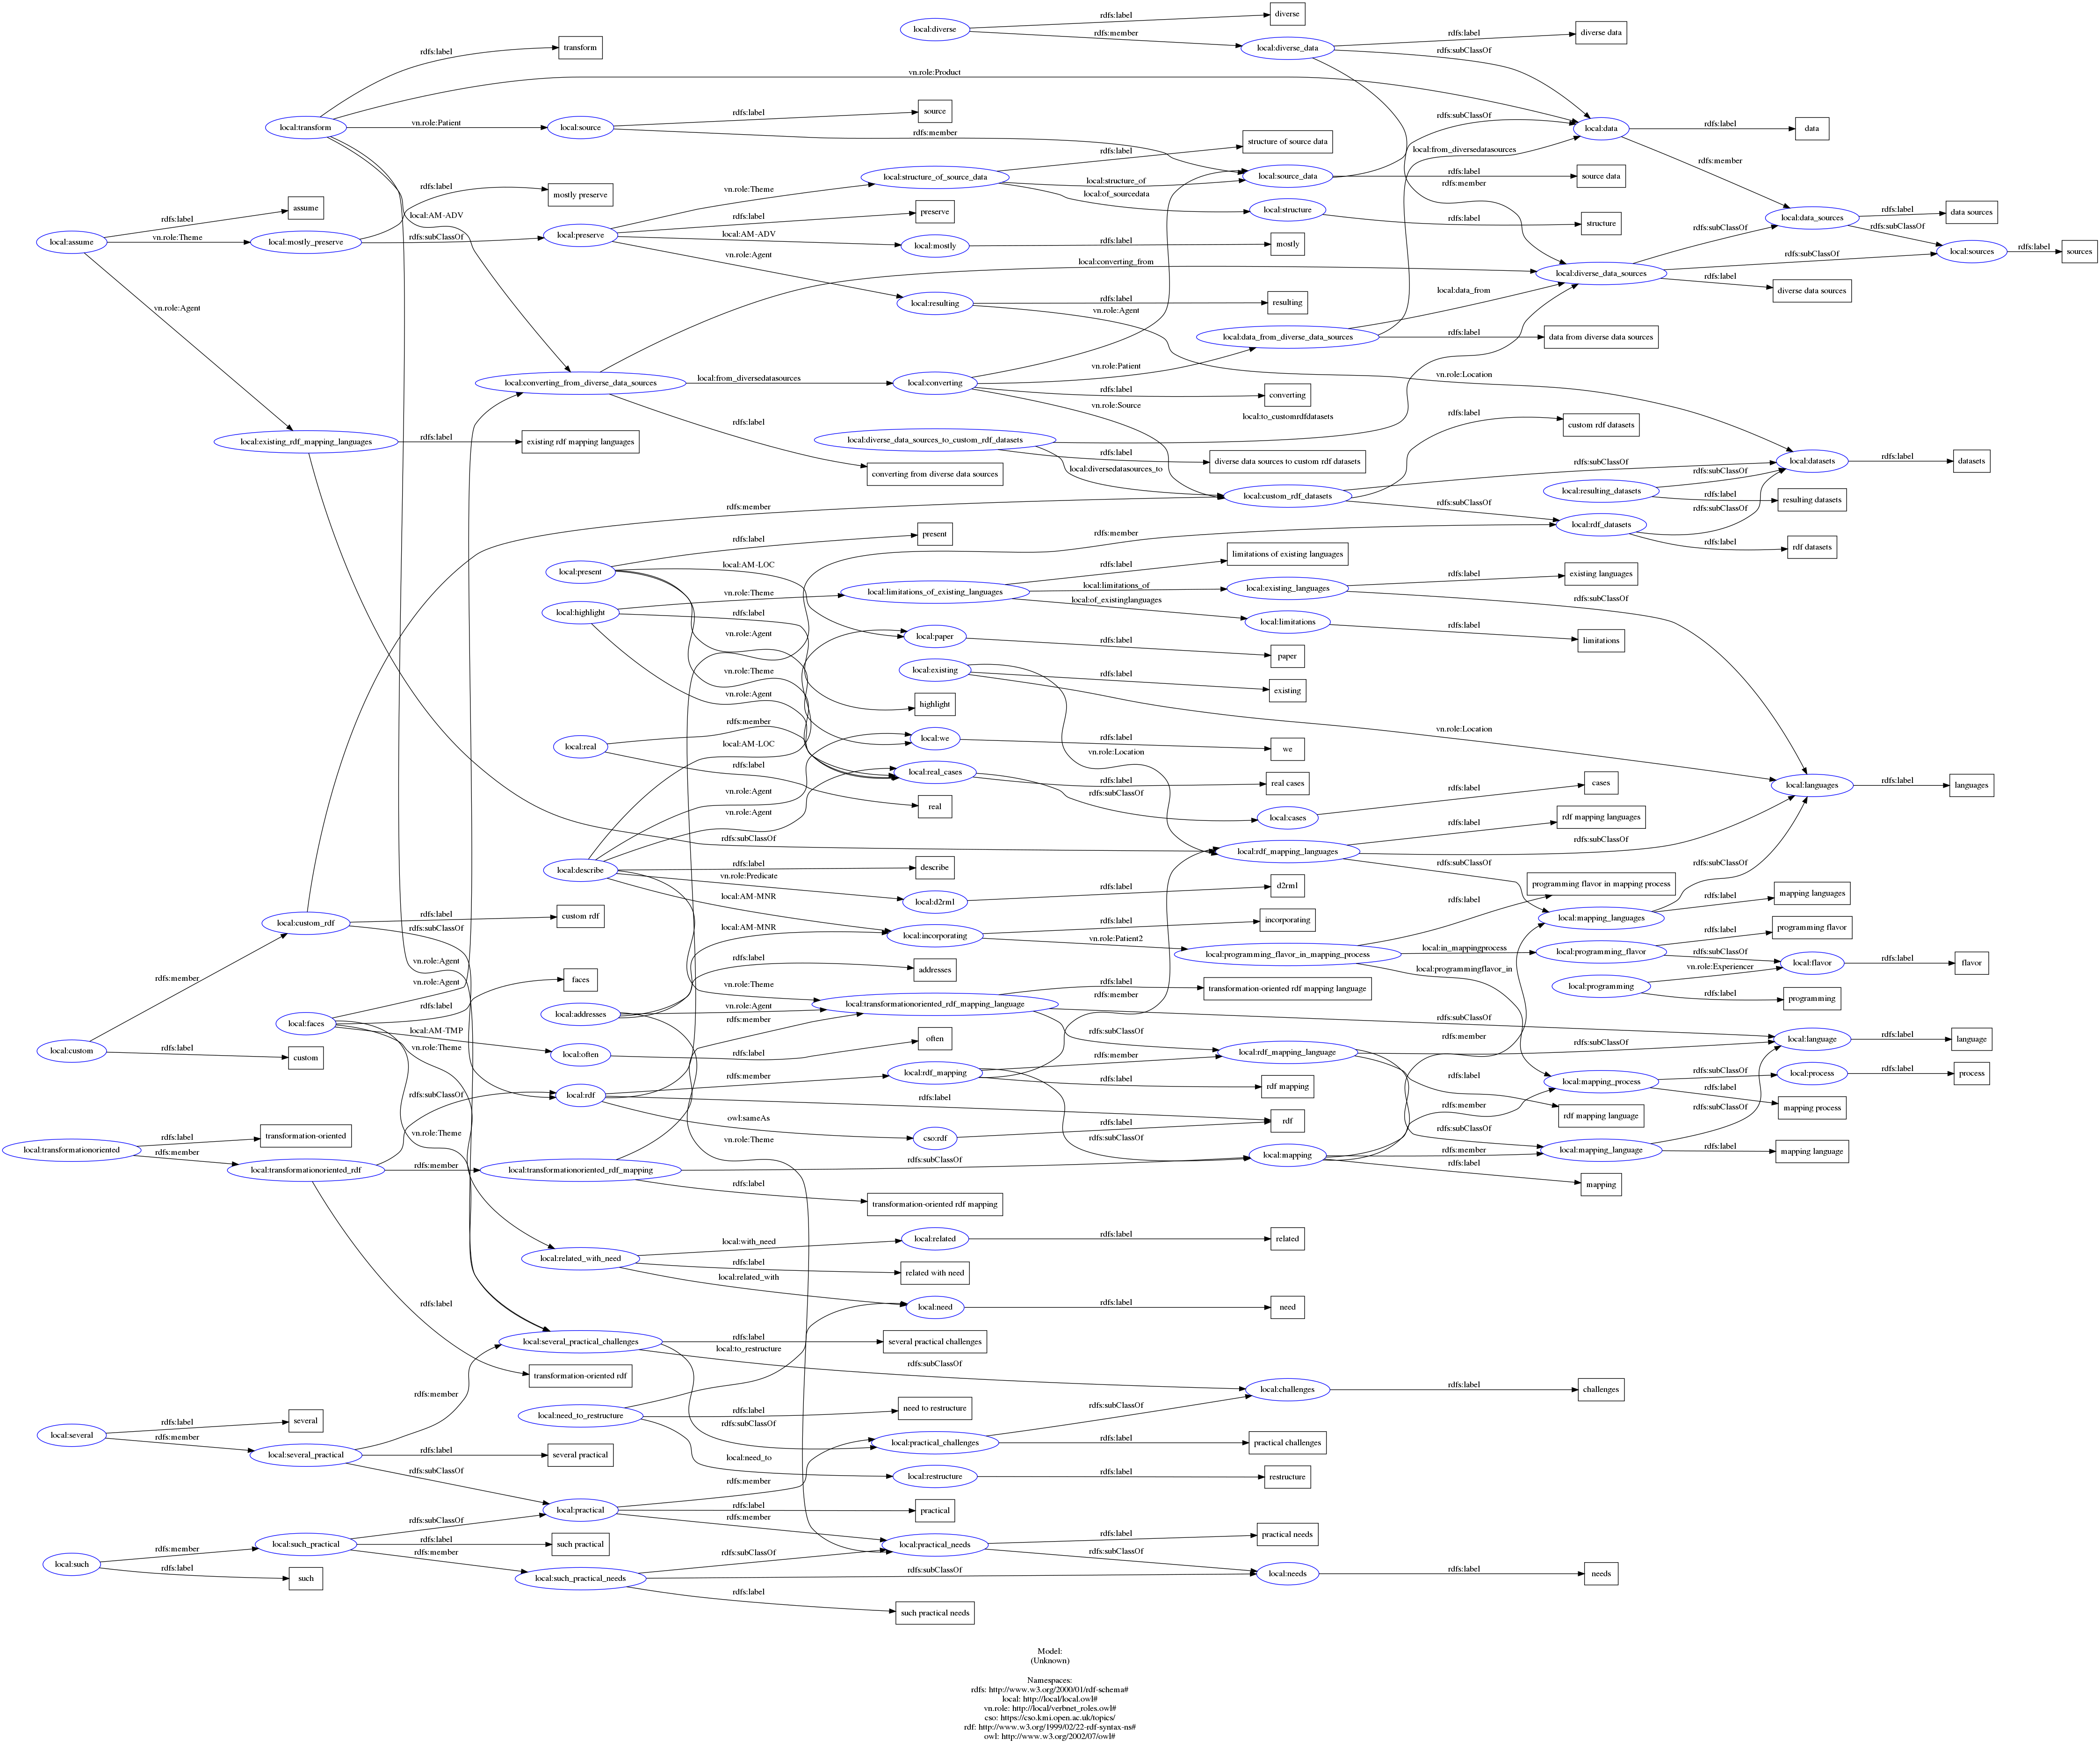 rdfs:label
diverse
local:diverse
rdfs:member
local:diverse_data
rdfs:label
diverse data
rdfs:subClassOf
rdfs:label
transform
vn.role:Product
local:transform
vn.role:Patient
local:source
rdfs:label
source
rdfs:member
rdfs:subClassOf
local:data
rdfs:label
data
rdfs:label
structure of source data
local:from_diversedatasources
rdfs:member
local:structure_of_source_data
local:structure_of
local:source_data
rdfs:label
source data
rdfs:member
vn.role:Theme
local:of_sourcedata
local:structure
rdfs:label
structure
rdfs:label
mostly preserve
rdfs:label
assume
local:AM-ADV
rdfs:label
preserve
local:data_sources
rdfs:label
data sources
rdfs:subClassOf
rdfs:subClassOf
local:assume
vn.role:Theme
local:mostly_preserve
rdfs:subClassOf
local:preserve
local:AM-ADV
local:mostly
rdfs:label
mostly
local:sources
rdfs:label
sources
vn.role:Agent
local:converting_from
local:diverse_data_sources
rdfs:subClassOf
rdfs:label
diverse data sources
local:data_from
vn.role:Agent
local:resulting
rdfs:label
resulting
vn.role:Agent
local:data_from_diverse_data_sources
rdfs:label
data from diverse data sources
local:converting_from_diverse_data_sources
local:from_diversedatasources
local:converting
vn.role:Patient
rdfs:label
converting
vn.role:Location
vn.role:Source
local:to_customrdfdatasets
rdfs:label
custom rdf datasets
local:existing_rdf_mapping_languages
rdfs:label
existing rdf mapping languages
rdfs:label
converting from diverse data sources
local:diverse_data_sources_to_custom_rdf_datasets
rdfs:label
diverse data sources to custom rdf datasets
local:diversedatasources_to
local:custom_rdf_datasets
rdfs:subClassOf
local:datasets
rdfs:label
datasets
rdfs:subClassOf
local:resulting_datasets
rdfs:label
resulting datasets
rdfs:subClassOf
rdfs:subClassOf
local:rdf_datasets
rdfs:label
rdf datasets
rdfs:member
rdfs:member
rdfs:label
present
local:present
local:AM-LOC
rdfs:label
limitations of existing languages
local:highlight
vn.role:Theme
rdfs:label
local:limitations_of_existing_languages
local:limitations_of
local:existing_languages
rdfs:label
existing languages
rdfs:subClassOf
local:of_existinglanguages
local:limitations
rdfs:label
limitations
vn.role:Agent
local:paper
rdfs:label
paper
vn.role:Theme
local:existing
rdfs:label
existing
vn.role:Agent
highlight
rdfs:member
local:real
local:AM-LOC
local:we
rdfs:label
we
vn.role:Location
vn.role:Location
rdfs:label
real
local:real_cases
rdfs:label
real cases
rdfs:subClassOf
local:cases
rdfs:label
cases
local:languages
rdfs:label
languages
vn.role:Agent
vn.role:Agent
rdfs:subClassOf
local:rdf_mapping_languages
rdfs:label
rdf mapping languages
rdfs:subClassOf
rdfs:subClassOf
local:describe
rdfs:label
describe
vn.role:Predicate
local:d2rml
rdfs:label
d2rml
programming flavor in mapping process
rdfs:label
rdfs:subClassOf
local:mapping_languages
rdfs:label
mapping languages
local:AM-MNR
local:custom_rdf
rdfs:label
custom rdf
rdfs:subClassOf
local:AM-MNR
local:incorporating
rdfs:label
incorporating
vn.role:Patient2
local:programming_flavor_in_mapping_process
local:in_mappingprocess
local:programming_flavor
rdfs:label
programming flavor
rdfs:subClassOf
local:flavor
rdfs:label
flavor
vn.role:Experiencer
local:programmingflavor_in
local:programming
rdfs:label
programming
rdfs:label
addresses
rdfs:member
vn.role:Agent
vn.role:Agent
faces
rdfs:label
vn.role:Theme
rdfs:label
transformation-oriented rdf mapping language
rdfs:member
local:transformationoriented_rdf_mapping_language
local:addresses
vn.role:Agent
rdfs:member
local:faces
local:AM-TMP
local:often
rdfs:label
often
vn.role:Theme
rdfs:subClassOf
rdfs:subClassOf
rdfs:member
local:language
rdfs:label
language
rdfs:subClassOf
local:custom
rdfs:label
custom
local:rdf_mapping
rdfs:member
local:rdf_mapping_language
rdfs:label
rdf mapping
rdfs:label
rdf mapping language
local:mapping_process
rdfs:subClassOf
local:process
rdfs:label
process
rdfs:label
mapping process
rdfs:subClassOf
local:rdf
rdfs:member
rdfs:label
rdf
rdfs:member
rdfs:subClassOf
owl:sameAs
cso:rdf
rdfs:label
rdfs:subClassOf
rdfs:subClassOf
vn.role:Theme
vn.role:Theme
rdfs:label
transformation-oriented
local:transformationoriented
rdfs:member
local:transformationoriented_rdf
rdfs:member
local:transformationoriented_rdf_mapping
rdfs:subClassOf
local:mapping
rdfs:member
local:mapping_language
rdfs:label
mapping language
rdfs:label
mapping
rdfs:label
transformation-oriented rdf mapping
local:with_need
local:related
rdfs:label
related
local:related_with_need
rdfs:label
related with need
local:related_with
local:need
rdfs:label
need
rdfs:label
local:several_practical_challenges
rdfs:label
several practical challenges
local:to_restructure
rdfs:subClassOf
transformation-oriented rdf
local:challenges
rdfs:label
challenges
rdfs:member
local:need_to_restructure
rdfs:label
need to restructure
rdfs:subClassOf
rdfs:subClassOf
rdfs:label
several
local:several
rdfs:member
local:several_practical
rdfs:label
several practical
local:practical_challenges
rdfs:label
practical challenges
local:need_to
rdfs:subClassOf
local:restructure
rdfs:label
restructure
rdfs:member
local:practical
rdfs:label
practical
rdfs:member
rdfs:subClassOf
local:such_practical
rdfs:label
such practical
rdfs:member
local:such
rdfs:member
rdfs:label
such
local:practical_needs
rdfs:label
practical needs
rdfs:subClassOf
rdfs:subClassOf
local:such_practical_needs
rdfs:subClassOf
local:needs
rdfs:label
needs
rdfs:label
such practical needs
Model:
(Unknown)
Namespaces:
rdfs: http://www.w3.org/2000/01/rdf-schema#
local: http://local/local.owl#
vn.role: http://local/verbnet_roles.owl#
cso: https://cso.kmi.open.ac.uk/topics/
rdf: http://www.w3.org/1999/02/22-rdf-syntax-ns#
owl: http://www.w3.org/2002/07/owl#